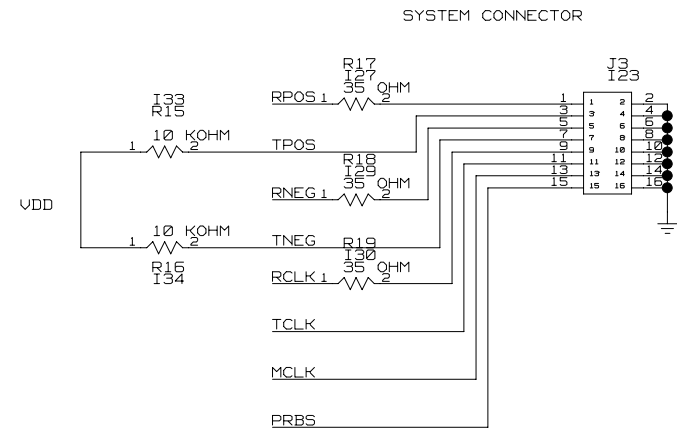 SYSTEM CONNECTOR
R17
I27
35 OHM
RPOS 1 2
J3
I23
I33
R15
10 KOHM
1 2
TPOS
R18
I29
35 OHM
RNEG 1 2
VDD
10 KOHM
1 2
R16
I34
TNEG
R19
I30
35 OHM
RCLK 1 2
TCLK
MCLK
PRBS
1 1 2 2
3 3 4 4
5 5 6 6
7 7 8 8
9 9 10 10
11 11 12 12
13 13 14 14
15 15 16 16